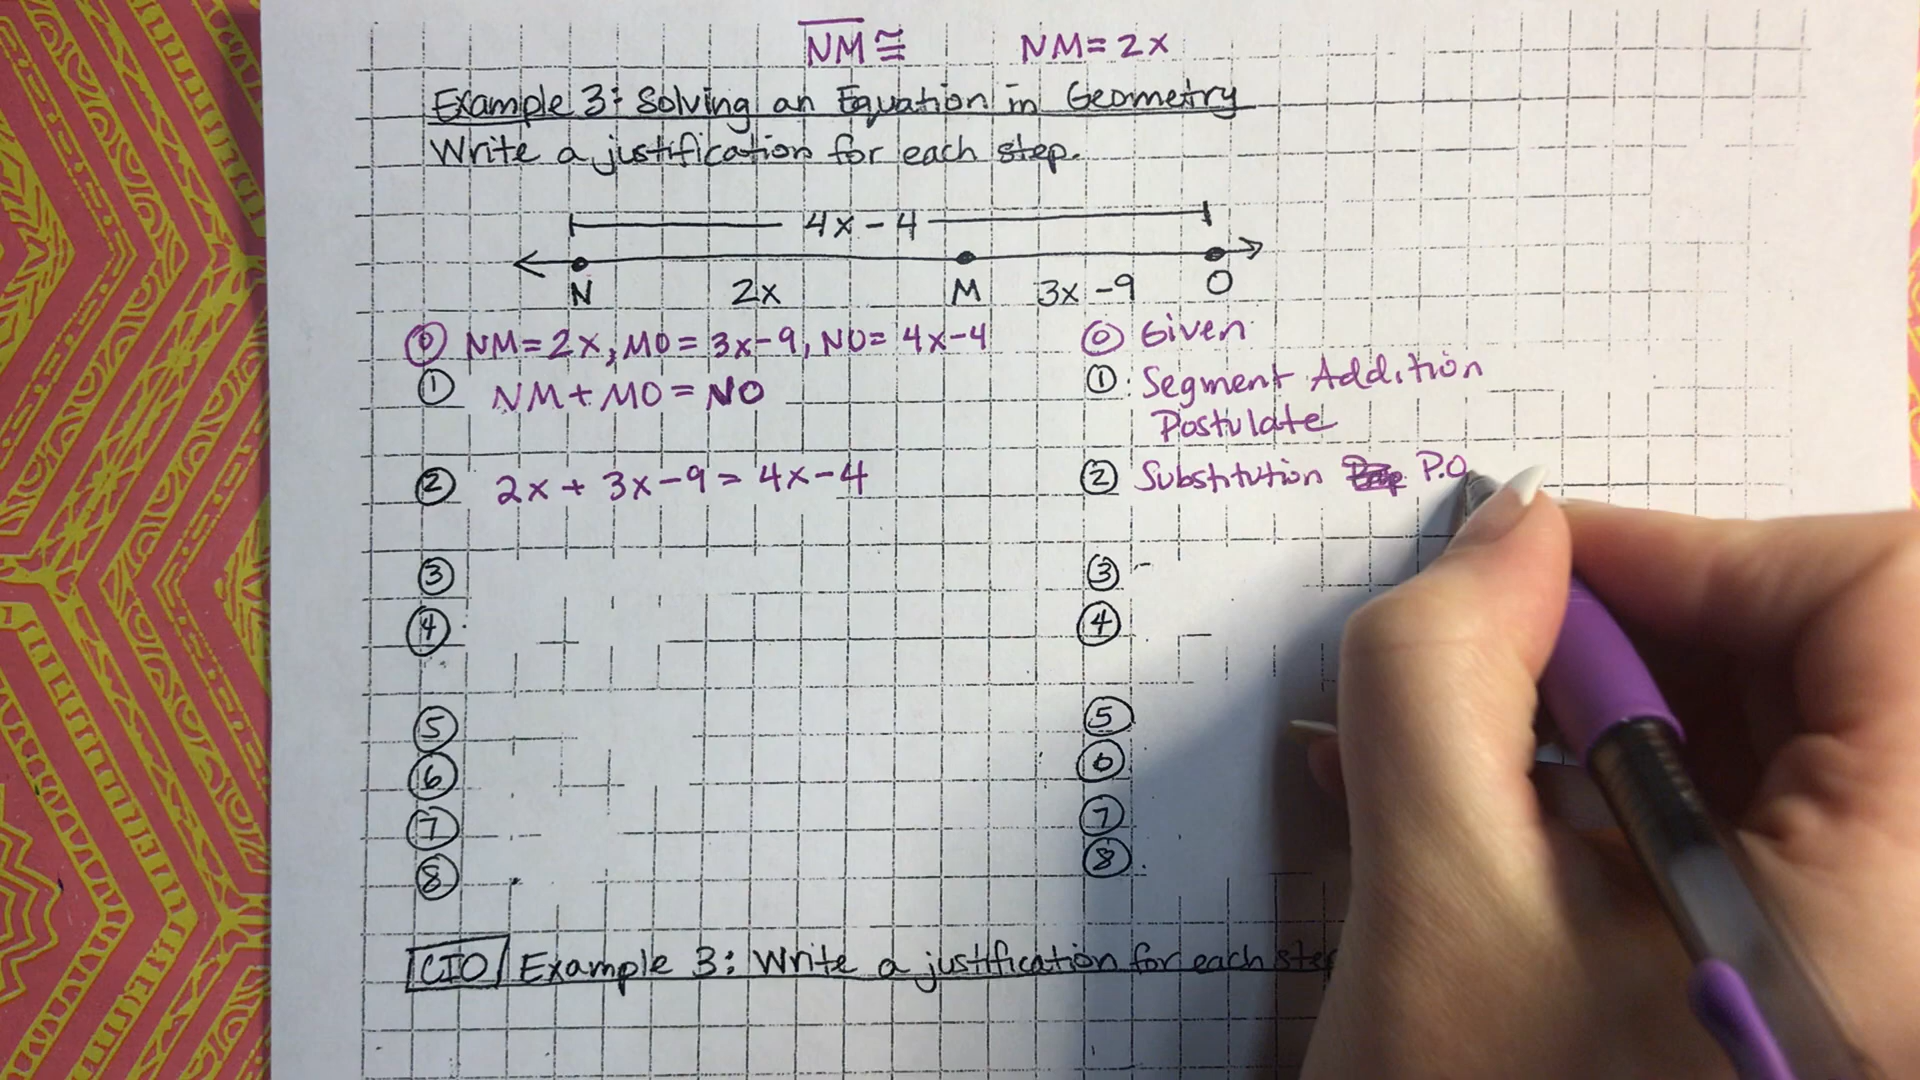 NM ≅ NM = 2x
Example 3: Solving an Equation in Geometry
Write a justification for each step.
4x - 4
N 2x M 3x - 9 O
⓪ NM = 2x, MO = 3x - 9, NO = 4x - 4 ⓪ Given
① NM + MO = NO ① Segment Addition
Postulate
② 2x + 3x - 9 = 4x - 4 ② Substitution P.O
③ ③
④ ④
⑤ ⑤
⑥ ⑥
⑦ ⑦
⑧ ⑧
CIO Example 3: Write a justification for each